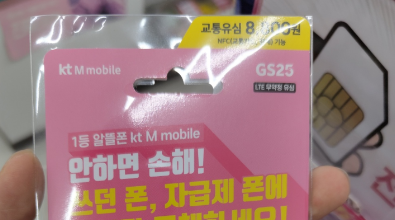 교통유심 8,800원
kt M mobile
GS25
LTE 무약정 유심
1등 알뜰폰 kt M mobile
안하면 손해!
쓰던 폰, 자급제 폰에